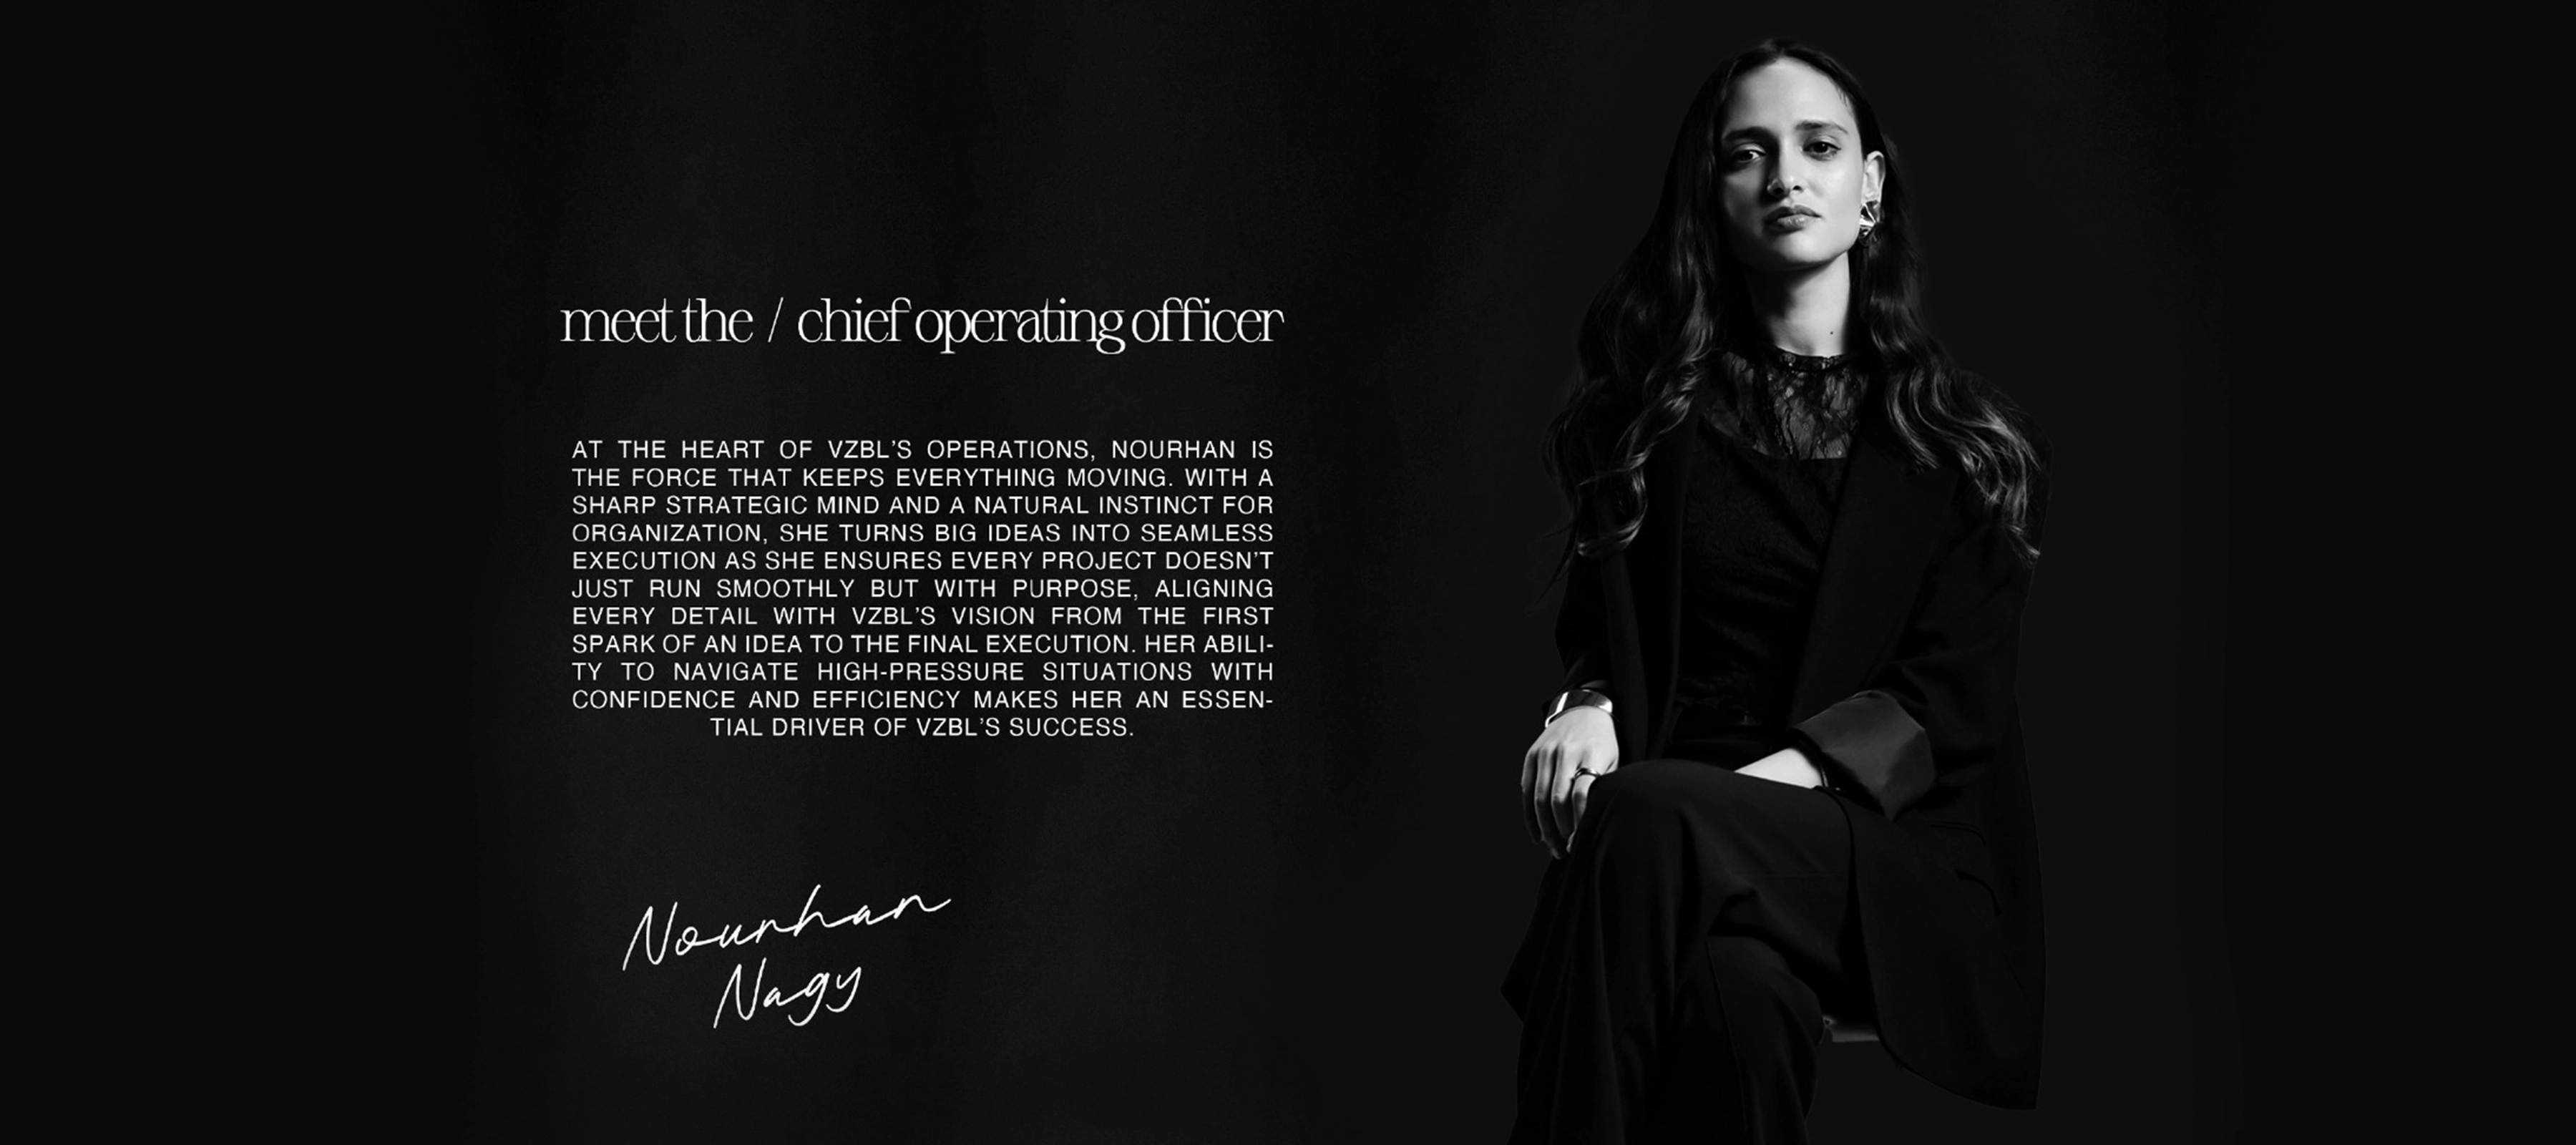 meet the / chief operating officer
AT THE HEART OF VZBL’S OPERATIONS, NOURHAN IS
THE FORCE THAT KEEPS EVERYTHING MOVING. WITH A
SHARP STRATEGIC MIND AND A NATURAL INSTINCT FOR
ORGANIZATION, SHE TURNS BIG IDEAS INTO SEAMLESS
EXECUTION AS SHE ENSURES EVERY PROJECT DOESN’T
JUST RUN SMOOTHLY BUT WITH PURPOSE, ALIGNING
EVERY DETAIL WITH VZBL’S VISION FROM THE FIRST
SPARK OF AN IDEA TO THE FINAL EXECUTION. HER ABILI-
TY TO NAVIGATE HIGH-PRESSURE SITUATIONS WITH
CONFIDENCE AND EFFICIENCY MAKES HER AN ESSEN-
TIAL DRIVER OF VZBL’S SUCCESS.
Nourhan
Nagy